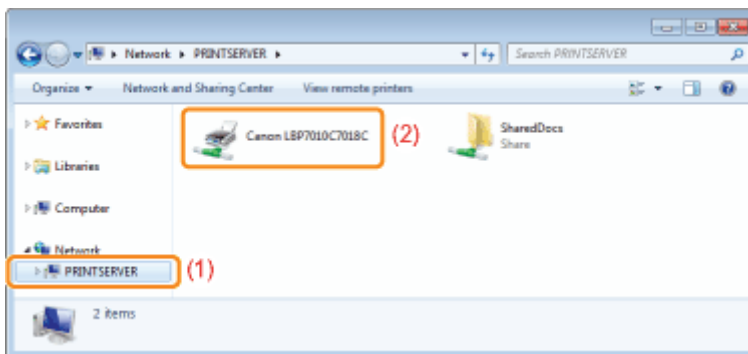 Network ▸ PRINTSERVER ▸
Search PRINTSERVER
Organize
Network and Sharing Center
View remote printers
Favorites
Libraries
Computer
Network
PRINTSERVER
(1)
Canon LBP7010C7018C
(2)
SharedDocs
Share
2 items